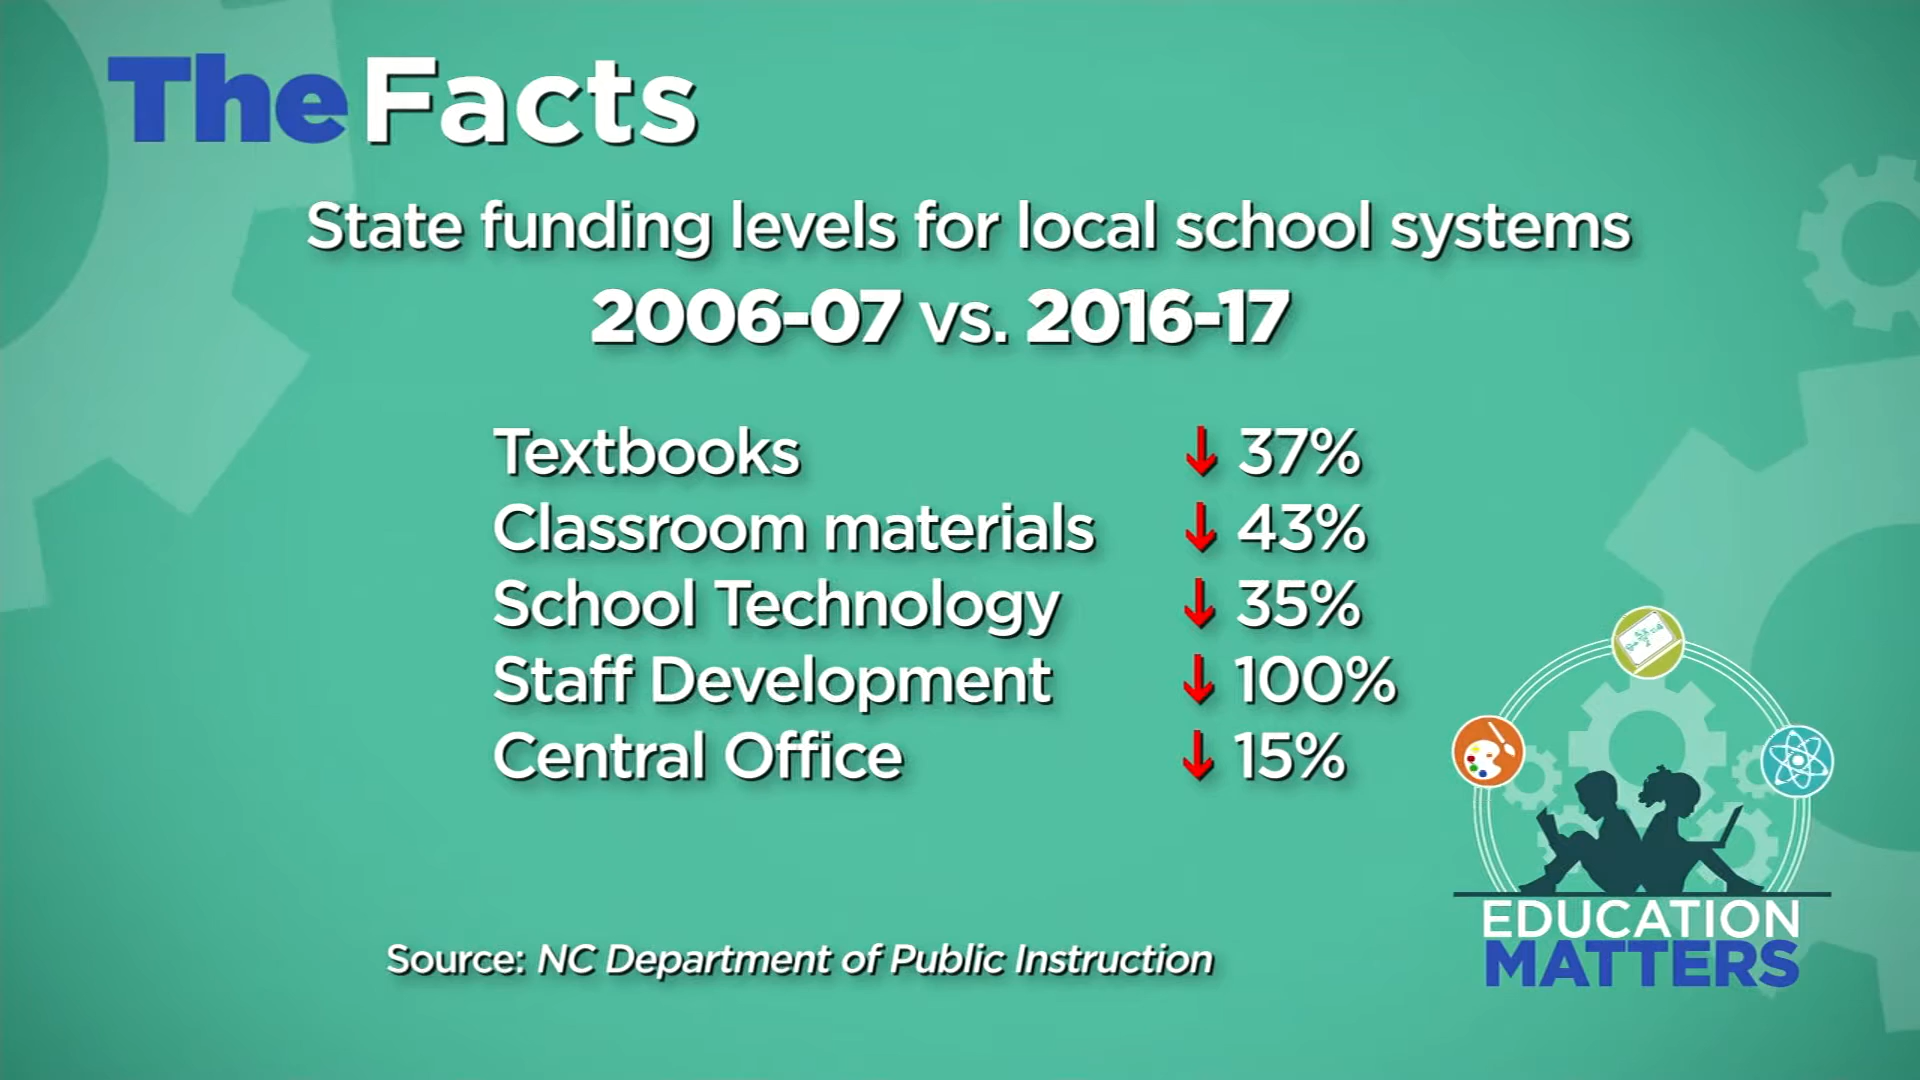 The Facts
State funding levels for local school systems
2006-07 vs. 2016-17
Textbooks ↓ 37%
Classroom materials ↓ 43%
School Technology ↓ 35%
Staff Development ↓ 100%
Central Office ↓ 15%
Source: NC Department of Public Instruction
EDUCATION
MATTERS